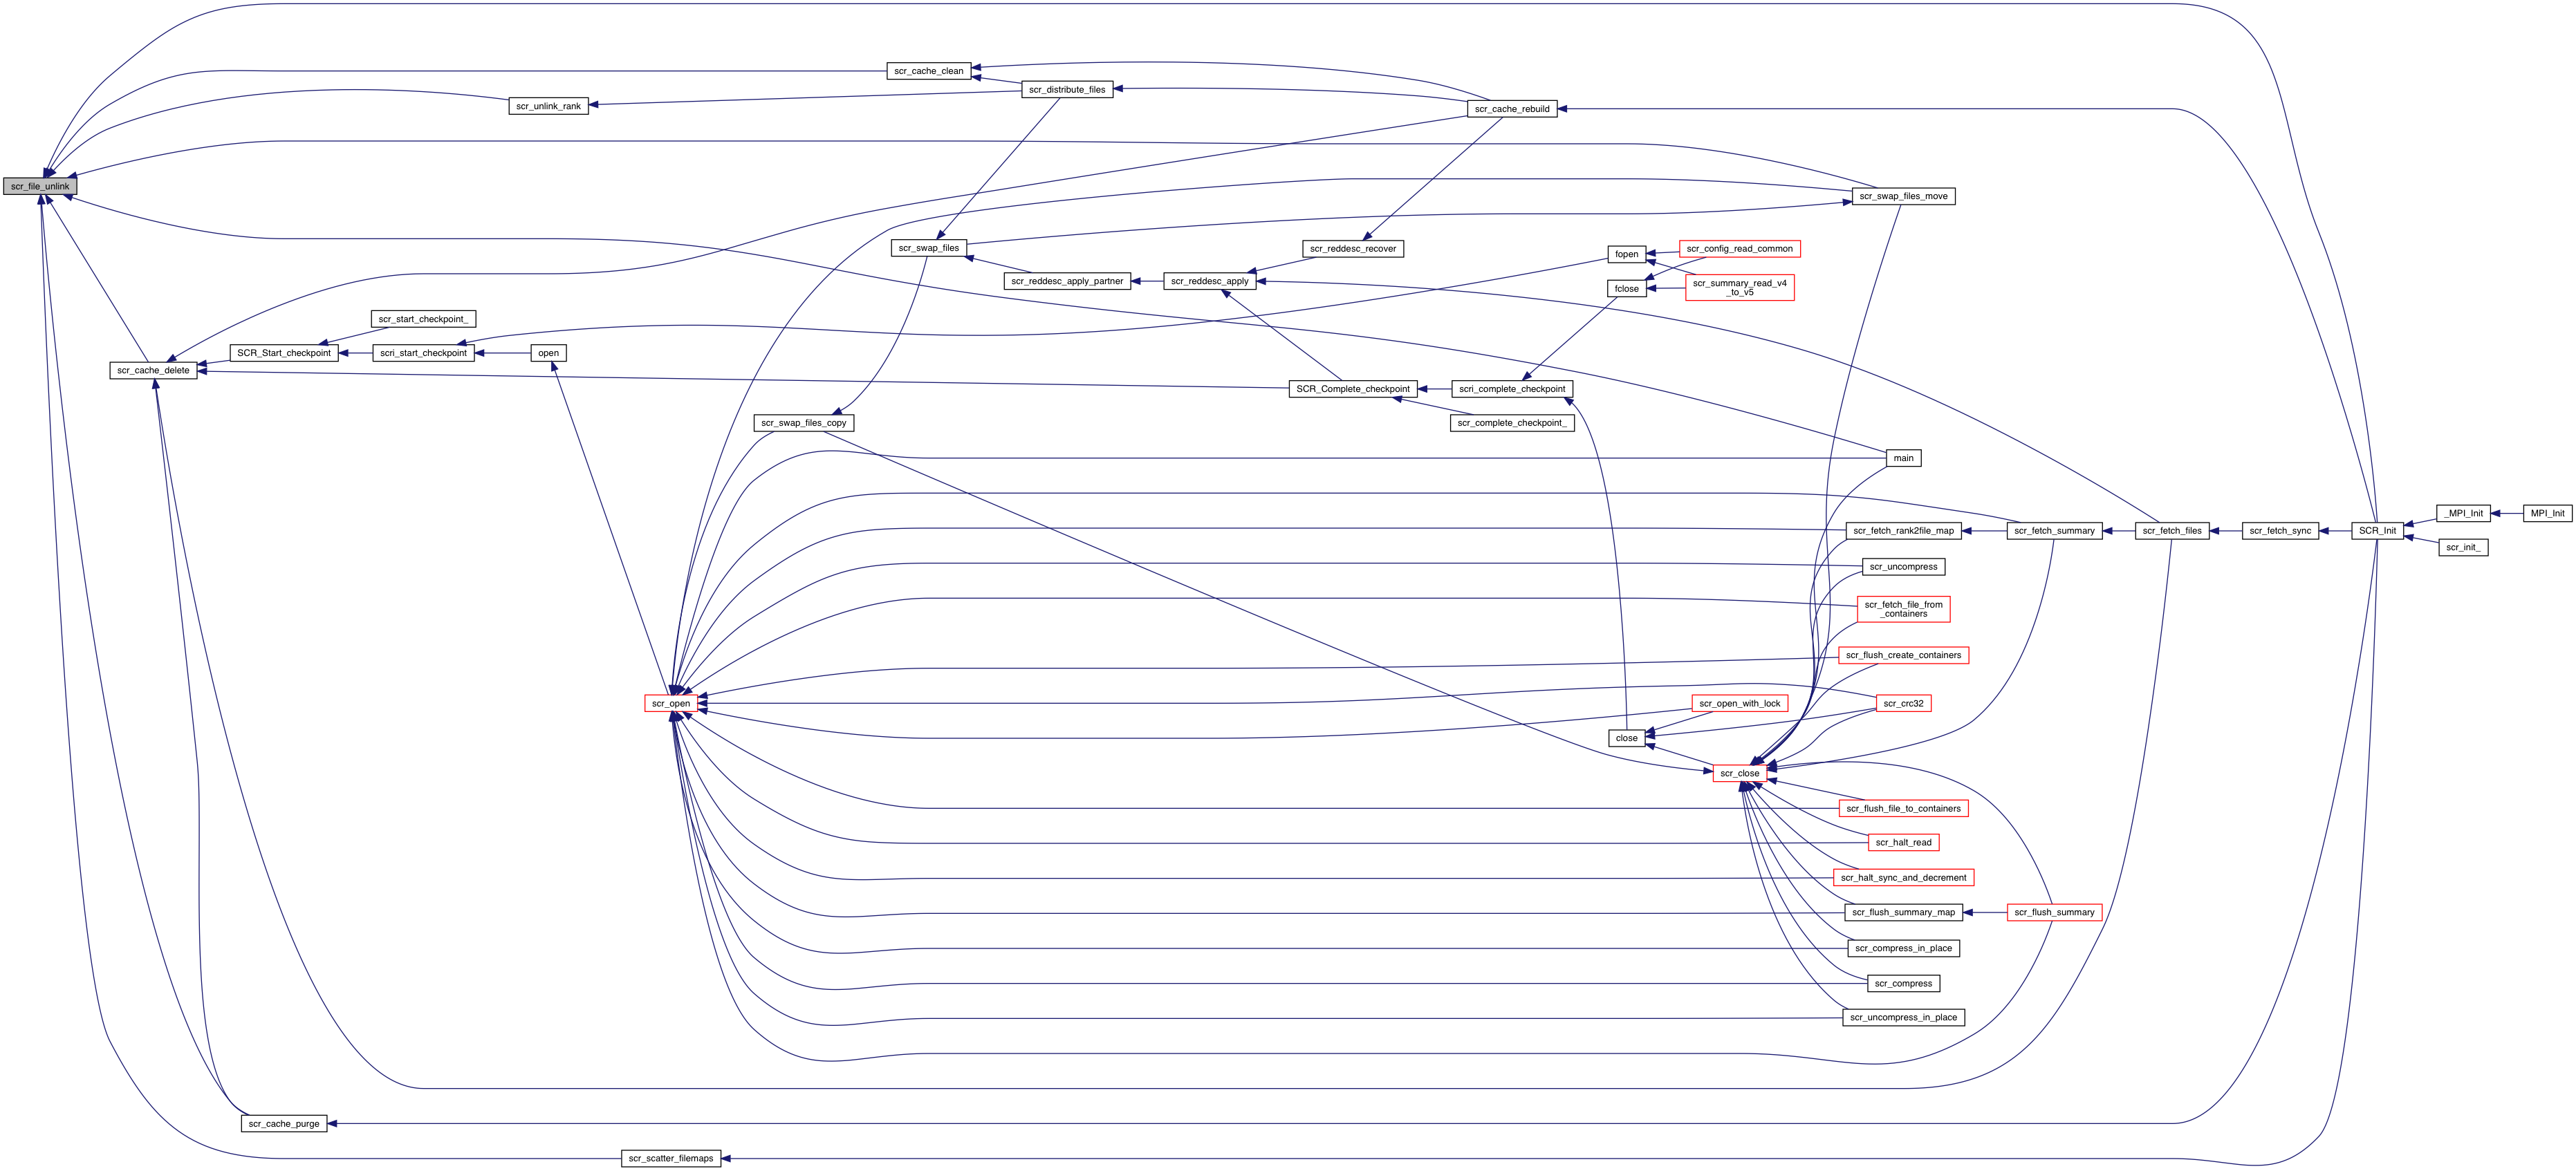 scr_file_unlink
scr_cache_clean
scr_distribute_files
scr_unlink_rank
scr_cache_rebuild
scr_swap_files_move
scr_swap_files
scr_reddesc_recover
scr_reddesc_apply_partner
scr_reddesc_apply
fopen
scr_config_read_common
fclose
scr_summary_read_v4
_to_v5
scr_start_checkpoint_
SCR_Start_checkpoint
scri_start_checkpoint
open
scr_cache_delete
SCR_Complete_checkpoint
scri_complete_checkpoint
scr_complete_checkpoint_
scr_swap_files_copy
main
scr_fetch_rank2file_map
scr_fetch_summary
scr_fetch_files
scr_fetch_sync
SCR_Init
_MPI_Init
MPI_Init
scr_init_
scr_uncompress
scr_fetch_file_from
_containers
scr_flush_create_containers
scr_open
scr_open_with_lock
scr_crc32
close
scr_close
scr_flush_file_to_containers
scr_halt_read
scr_halt_sync_and_decrement
scr_flush_summary_map
scr_flush_summary
scr_compress_in_place
scr_compress
scr_uncompress_in_place
scr_cache_purge
scr_scatter_filemaps